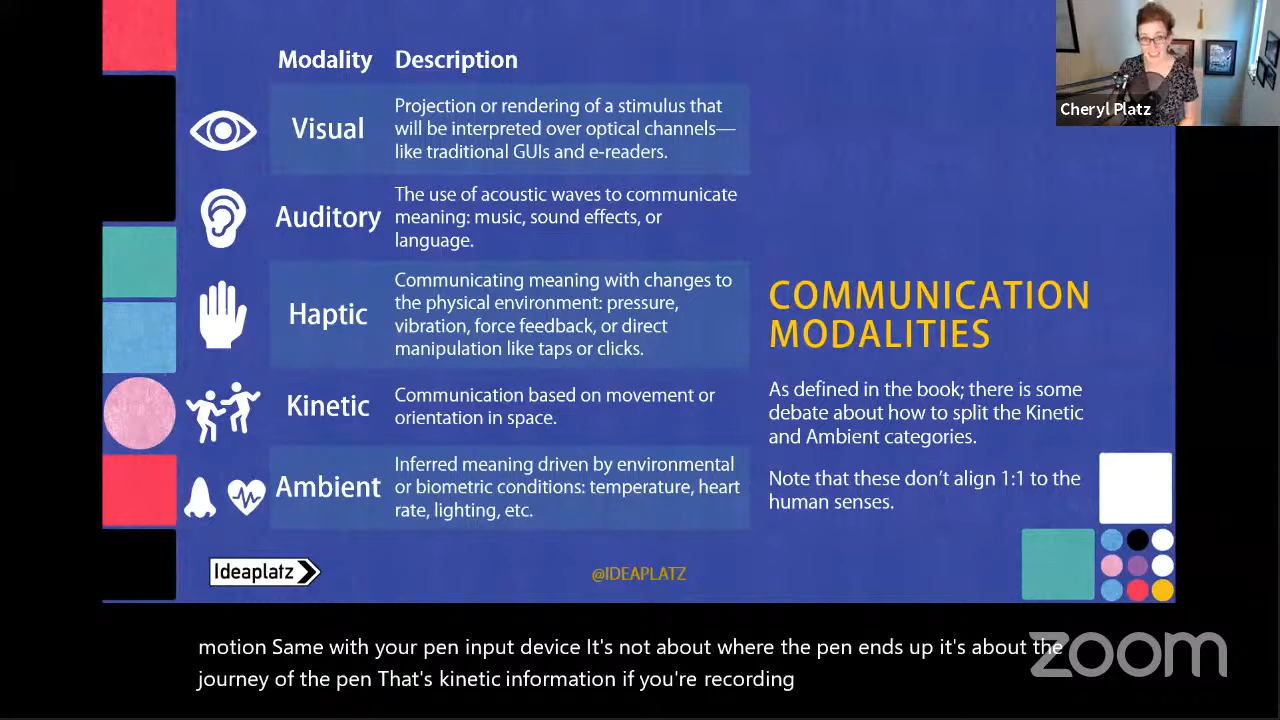 Modality Description
Visual
Projection or rendering of a stimulus that
will be interpreted over optical channels—
like traditional GUIs and e-readers.
Auditory
The use of acoustic waves to communicate
meaning: music, sound effects, or
language.
Haptic
Communicating meaning with changes to
the physical environment: pressure,
vibration, force feedback, or direct
manipulation like taps or clicks.
Kinetic
Communication based on movement or
orientation in space.
Ambient
Inferred meaning driven by environmental
or biometric conditions: temperature, heart
rate, lighting, etc.
COMMUNICATION
MODALITIES
As defined in the book; there is some
debate about how to split the Kinetic
and Ambient categories.
Note that these don’t align 1:1 to the
human senses.
Cheryl Platz
Ideaplatz
@IDEAPLATZ
motion Same with your pen input device It's not about where the pen ends up it's about the
journey of the pen That's kinetic information if you're recording
zoom